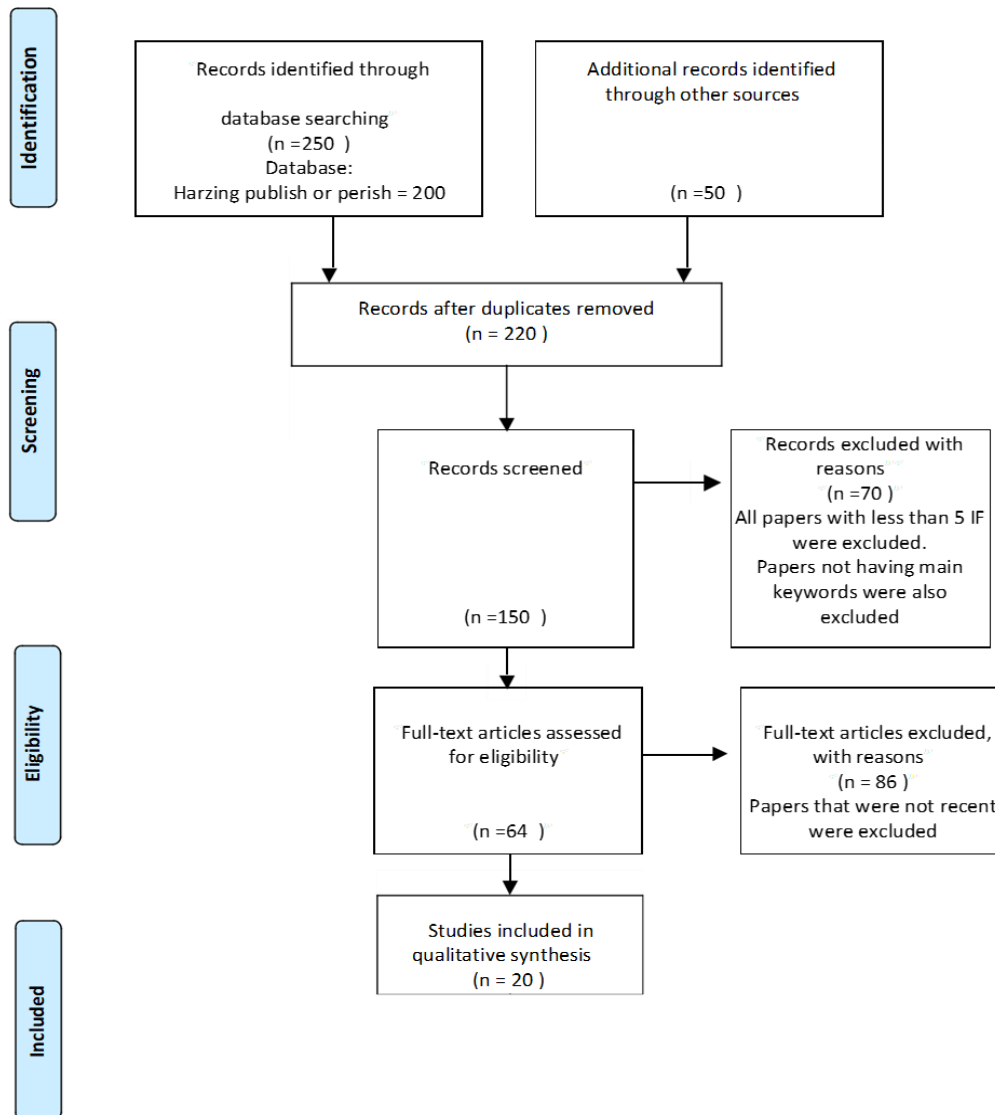 Identification
Records identified through
database searching
(n =250 )
Database:
Harzing publish or perish = 200
Additional records identified
through other sources
(n =50 )
Records after duplicates removed
(n = 220 )
Screening
Records screened
(n =150 )
Records excluded with
reasons
(n =70 )
All papers with less than 5 IF
were excluded.
Papers not having main
keywords were also
excluded
Eligibility
Full-text articles assessed
for eligibility
(n =64 )
Full-text articles excluded,
with reasons
(n = 86 )
Papers that were not recent
were excluded
Included
Studies included in
qualitative synthesis
(n = 20 )